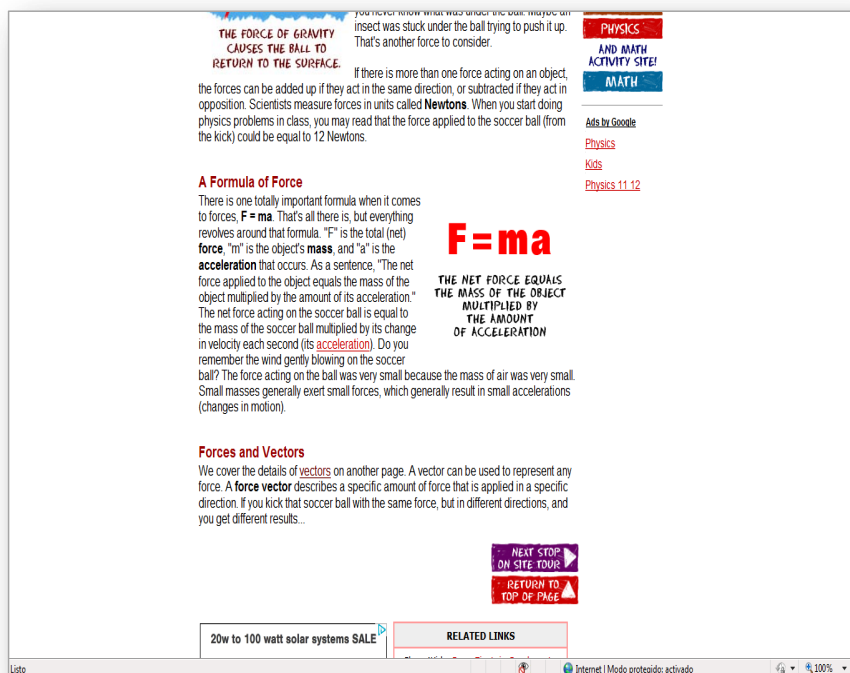 you never know what was under the ball. Maybe an
insect was stuck under the ball trying to push it up.
That's another force to consider.
THE FORCE OF GRAVITY
CAUSES THE BALL TO
RETURN TO THE SURFACE.
If there is more than one force acting on an object,
the forces can be added up if they act in the same direction, or subtracted if they act in
opposition. Scientists measure forces in units called Newtons. When you start doing
physics problems in class, you may read that the force applied to the soccer ball (from
the kick) could be equal to 12 Newtons.
A Formula of Force
There is one totally important formula when it comes
to forces, F = ma. That's all there is, but everything
revolves around that formula. "F" is the total (net)
force, "m" is the object's mass, and "a" is the
acceleration that occurs. As a sentence, "The net
force applied to the object equals the mass of the
object multiplied by the amount of its acceleration."
The net force acting on the soccer ball is equal to
the mass of the soccer ball multiplied by its change
in velocity each second (its acceleration). Do you
remember the wind gently blowing on the soccer
ball? The force acting on the ball was very small because the mass of air was very small.
Small masses generally exert small forces, which generally result in small accelerations
(changes in motion).
F=ma
THE NET FORCE EQUALS
THE MASS OF THE OBJECT
MULTIPLIED BY
THE AMOUNT
OF ACCELERATION
Forces and Vectors
We cover the details of vectors on another page. A vector can be used to represent any
force. A force vector describes a specific amount of force that is applied in a specific
direction. If you kick that soccer ball with the same force, but in different directions, and
you get different results...
NEXT STOP
ON SITE TOUR
RETURN TO
TOP OF PAGE
20w to 100 watt solar systems SALE
RELATED LINKS
PHYSICS
AND MATH
ACTIVITY SITE!
MATH
Ads by Google
Physics
Kids
Physics 11 12
Listo
Internet | Modo protegido: activado
100%